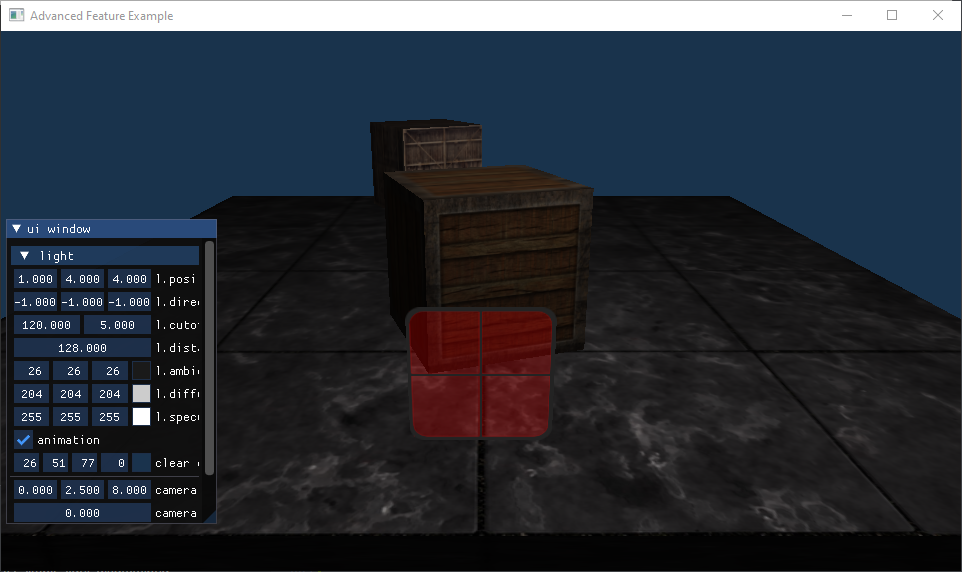 Advanced Feature Example
ui window
light
1.000 4.000 4.000 l.posi
-1.000 -1.000 -1.000 l.dire
120.000 5.000 l.cuto
128.000 l.dist
26 26 26 l.ambi
204 204 204 l.diff
255 255 255 l.spec
animation
26 51 77 0 clear
0.000 2.500 8.000 camera
0.000 camera